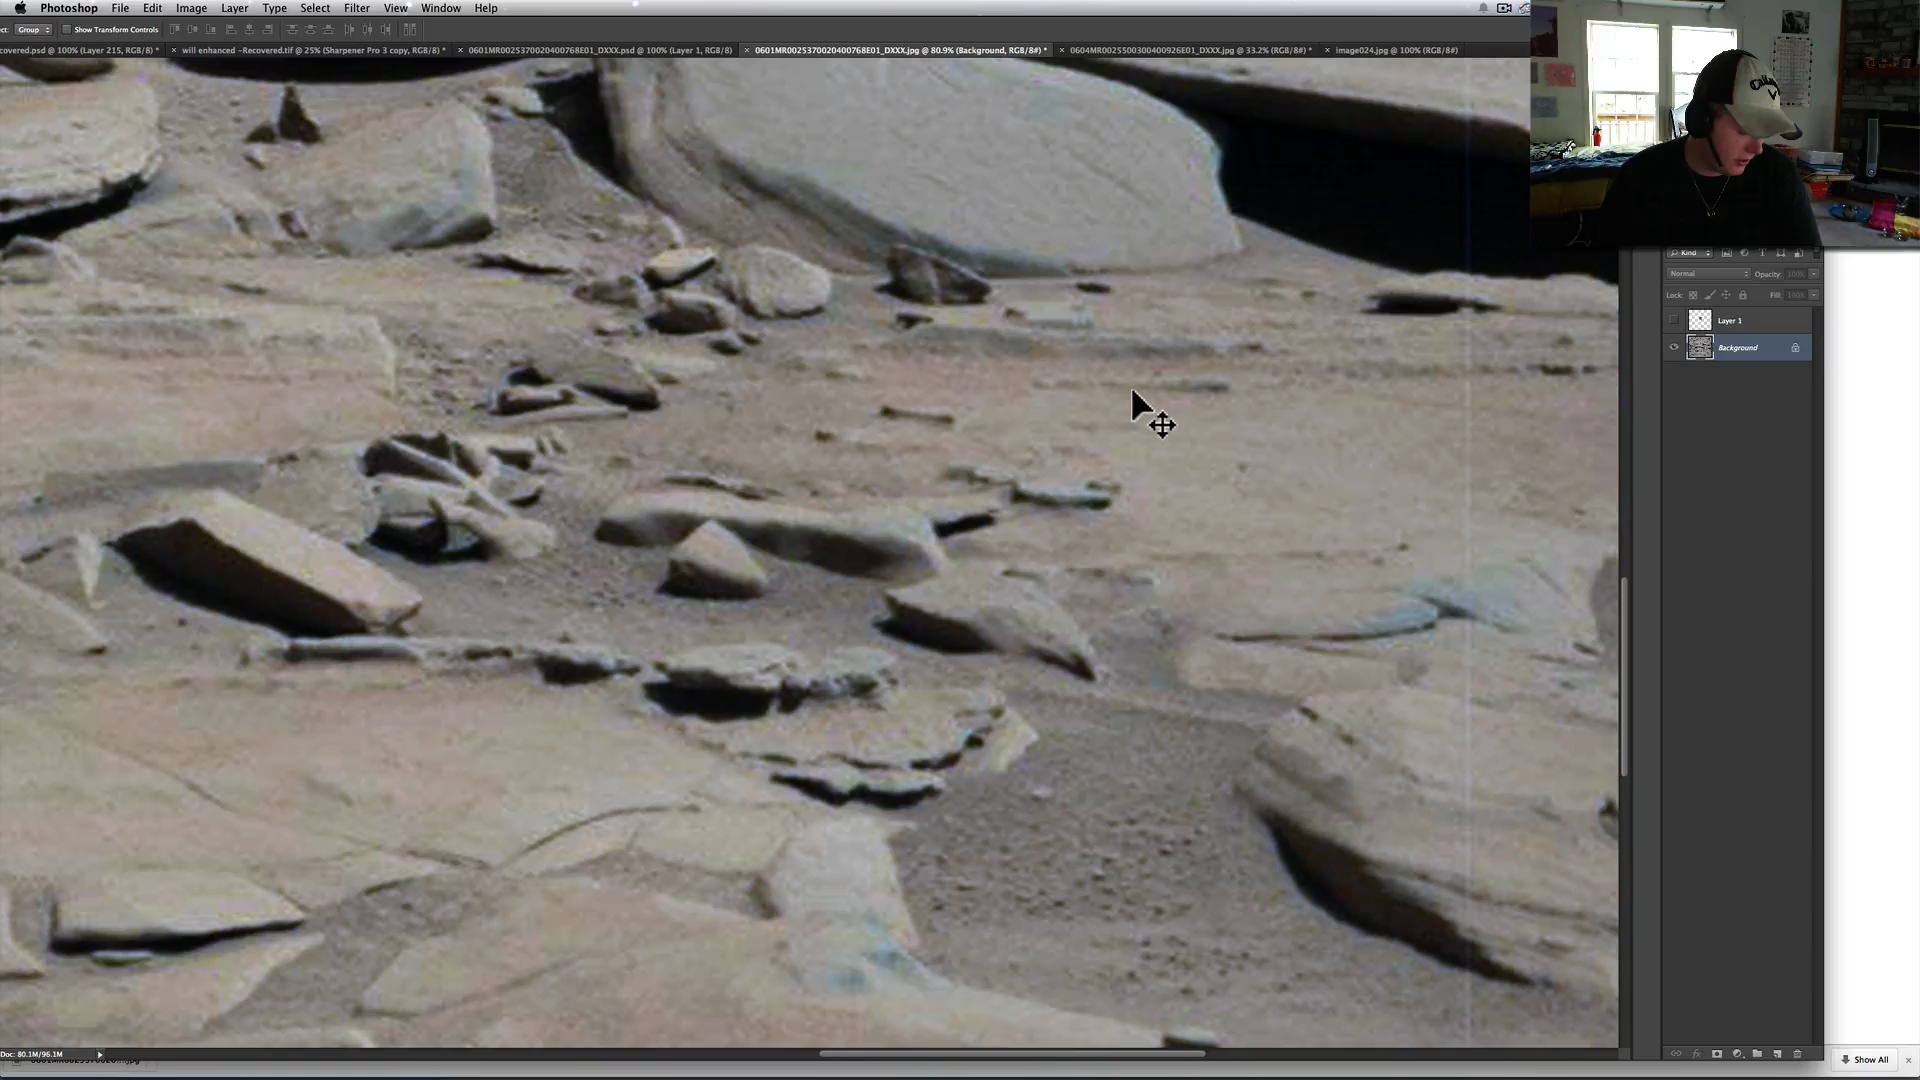 Photoshop File Edit Image Layer Type Select Filter View Window Help
Group Show Transform Controls
covered.psd @ 100% (Layer 215, RGB/8) * × will enhanced -Recovered.tif @ 25% (Sharpener Pro 3 copy, RGB/8) * × 0601MR0025370020400768E01_DXXX.psd @ 100% (Layer 1, RGB/8) × 0601MR0025370020400768E01_DXXX.jpg @ 80.9% (Background, RGB/8#) * × 0604MR0025500300400926E01_DXXX.jpg @ 33.2% (RGB/8#) * × image024.jpg @ 100% (RGB/8#)
Kind
Normal Opacity: 100%
Lock: Fill: 100%
Layer 1
Background
Doc: 80.1M/96.1M
Show All